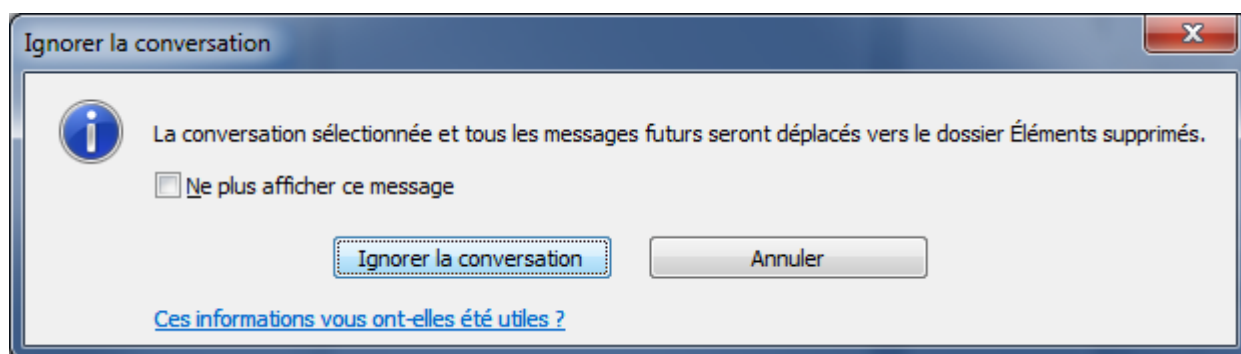 Ignorer la conversation
La conversation sélectionnée et tous les messages futurs seront déplacés vers le dossier Éléments supprimés.
Ne plus afficher ce message
Ignorer la conversation Annuler
Ces informations vous ont-elles été utiles ?